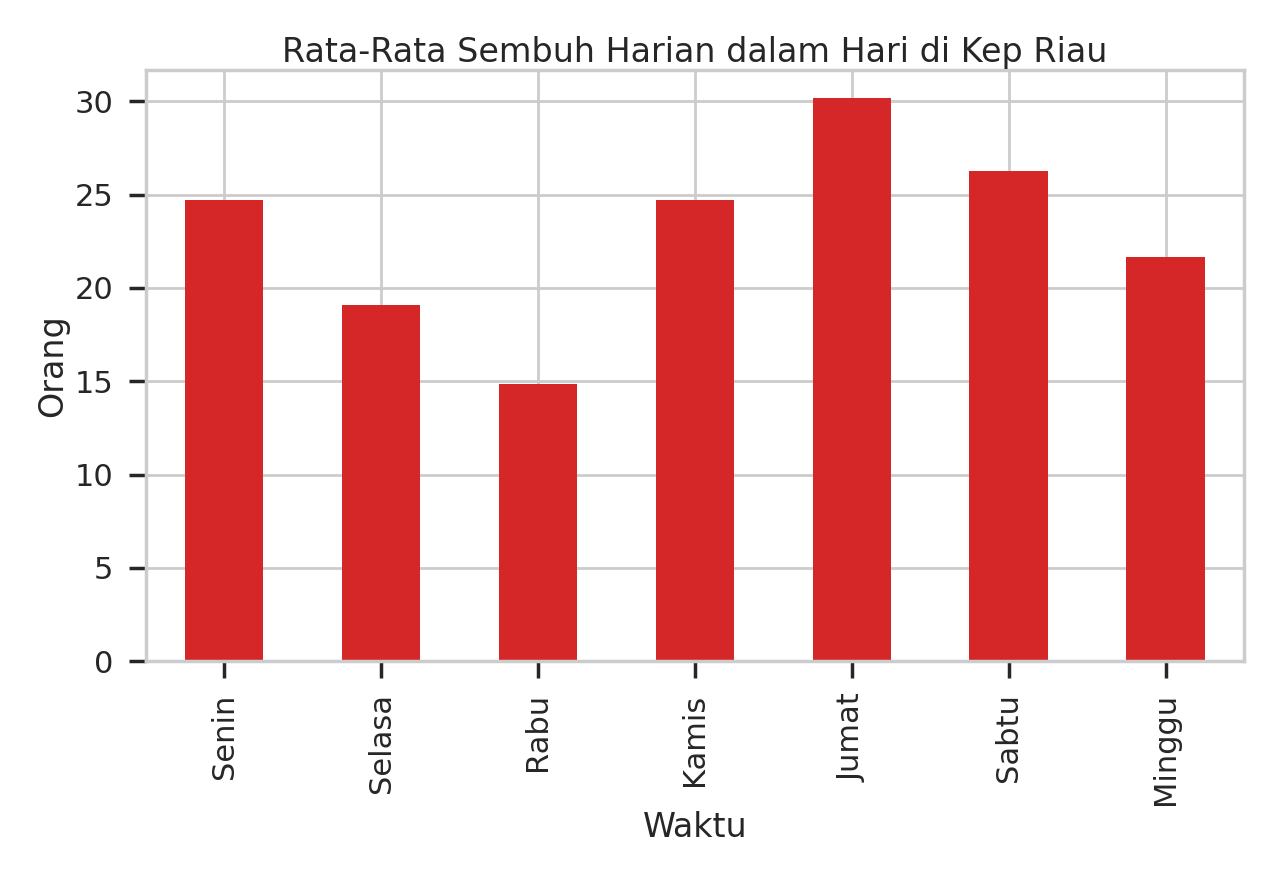 Rata-Rata Sembuh Harian dalam Hari di Kep Riau
Orang
30
25
20
15
10
5
0
Senin
Selasa
Rabu
Kamis
Jumat
Sabtu
Minggu
Waktu